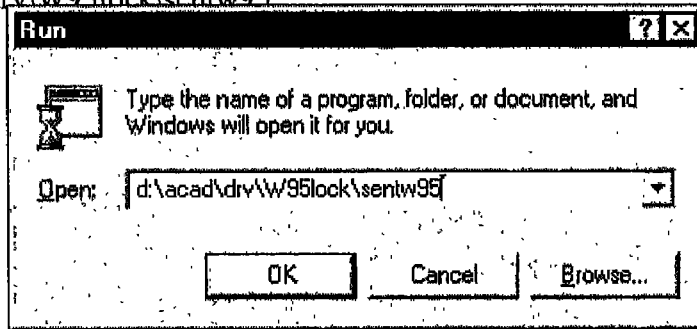 Run
Type the name of a program, folder, or document, and
Windows will open it for you.
Open: d:\acad\drv\W95lock\sentw95
OK Cancel Browse...